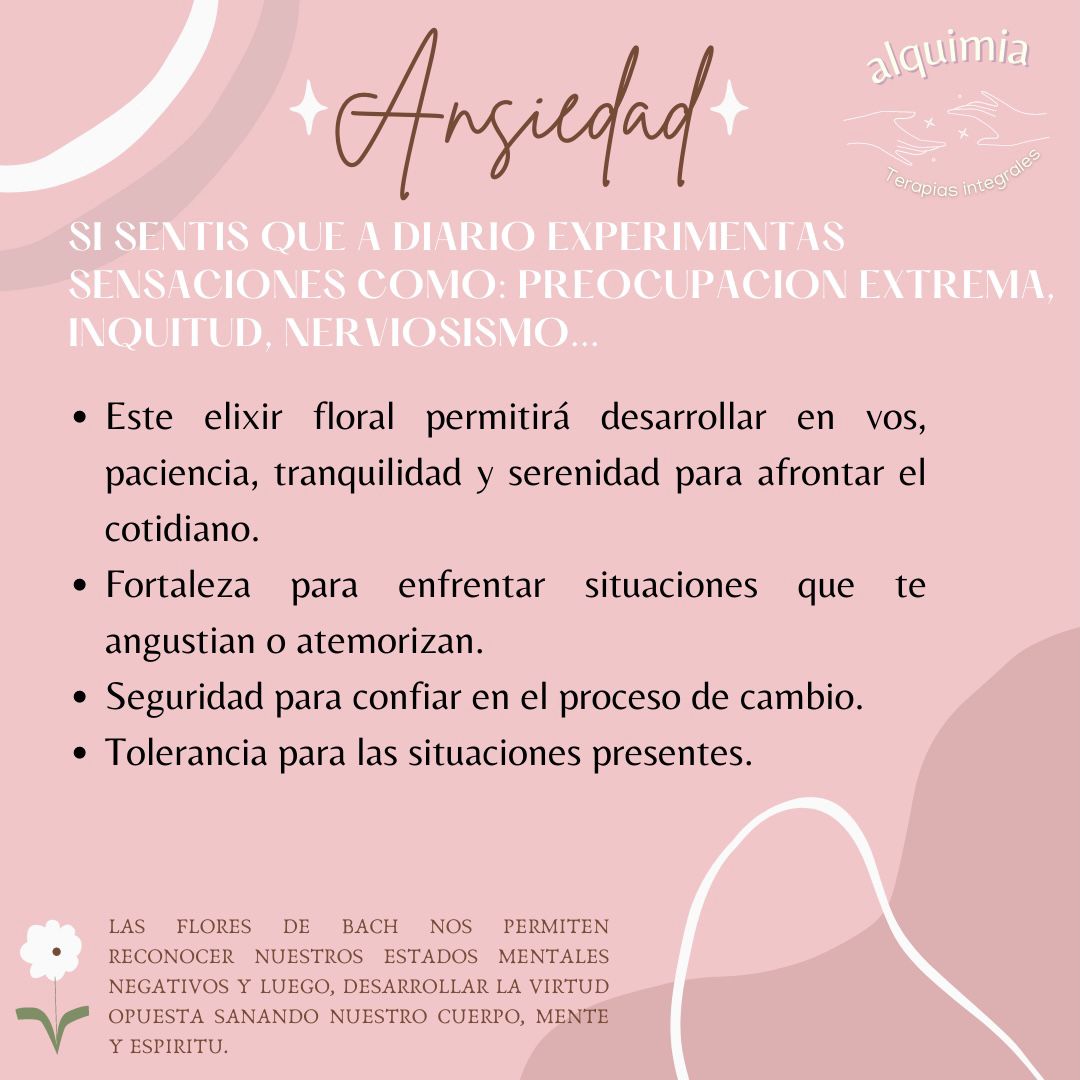 Ansiedad
alquimia
Terapias integrales
SI SENTIS QUE A DIARIO EXPERIMENTAS
SENSACIONES COMO: PREOCUPACION EXTREMA,
INQUITUD, NERVIOSISMO...
• Este elixir floral permitirá desarrollar en vos,
paciencia, tranquilidad y serenidad para afrontar el
cotidiano.
• Fortaleza para enfrentar situaciones que te
angustian o atemorizan.
• Seguridad para confiar en el proceso de cambio.
• Tolerancia para las situaciones presentes.
LAS FLORES DE BACH NOS PERMITEN
RECONOCER NUESTROS ESTADOS MENTALES
NEGATIVOS Y LUEGO, DESARROLLAR LA VIRTUD
OPUESTA SANANDO NUESTRO CUERPO, MENTE
Y ESPIRITU.